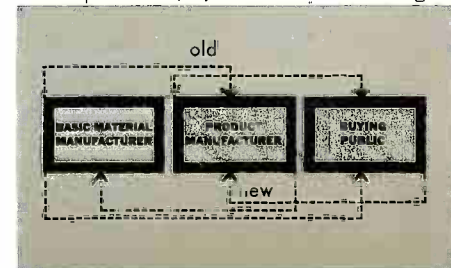 old
BASIC MATERIAL
MANUFACTURER
PRODUCT
MANUFACTURER
BUYING
PUBLIC
new